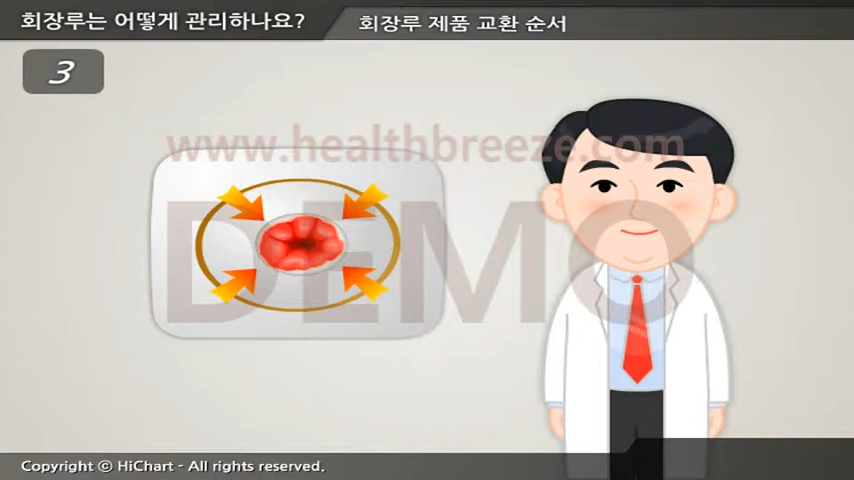 회장루는 어떻게 관리하나요?
회장루 제품 교환 순서
3
www.healthbreeze.com
DEMO
Copyright ⓒ HiChart - All rights reserved.